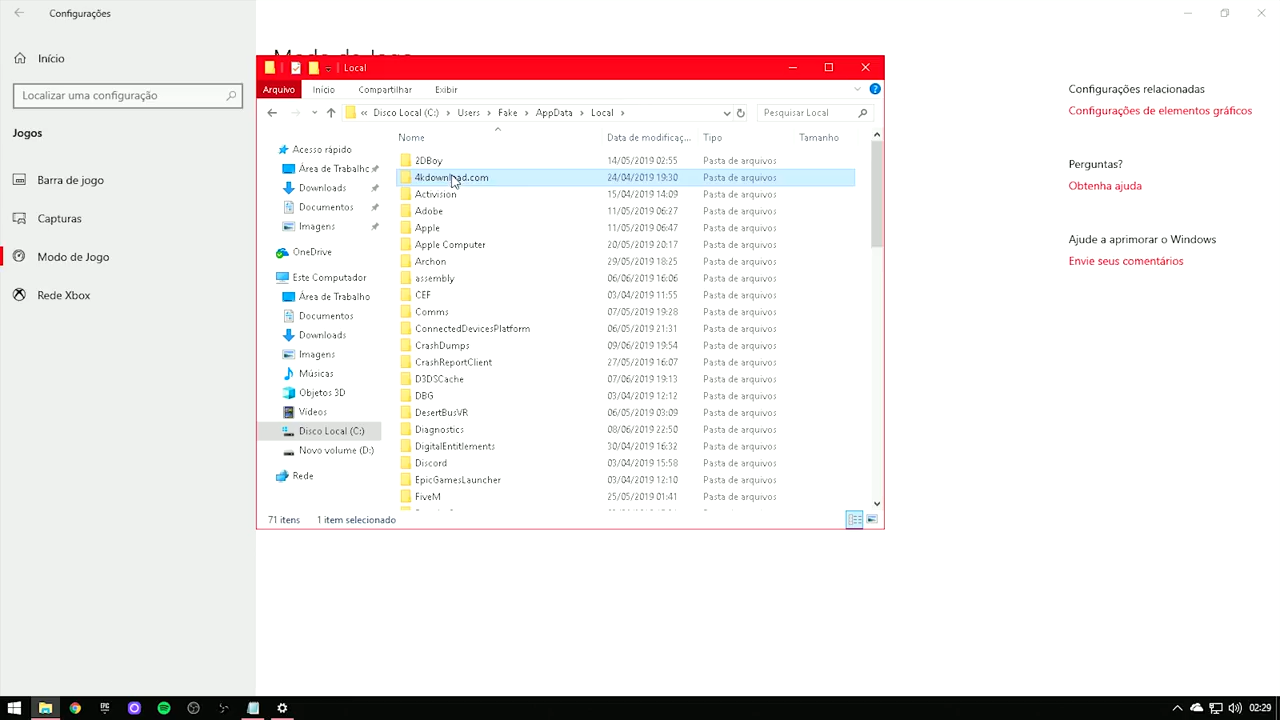 Configurações
Início
Localizar uma configuração
Jogos
Barra de jogo
Capturas
Modo de Jogo
Rede Xbox
Modo de Jogo
Local
Arquivo Início Compartilhar Exibir
« Disco Local (C:) › Users › Fake › AppData › Local ›
Pesquisar Local
Acesso rápido
Área de Trabalho
Downloads
Documentos
Imagens
OneDrive
Este Computador
Área de Trabalho
Documentos
Downloads
Imagens
Músicas
Objetos 3D
Vídeos
Disco Local (C:)
Novo volume (D:)
Rede
Nome Data de modificaç... Tipo Tamanho
2DBoy 14/05/2019 02:55 Pasta de arquivos
4kdownload.com 24/04/2019 19:30 Pasta de arquivos
Activision 15/04/2019 14:09 Pasta de arquivos
Adobe 11/05/2019 06:27 Pasta de arquivos
Apple 11/05/2019 06:47 Pasta de arquivos
Apple Computer 20/05/2019 20:17 Pasta de arquivos
Archon 29/05/2019 18:25 Pasta de arquivos
assembly 06/06/2019 16:06 Pasta de arquivos
CEF 03/04/2019 11:55 Pasta de arquivos
Comms 07/05/2019 19:28 Pasta de arquivos
ConnectedDevicesPlatform 06/05/2019 21:31 Pasta de arquivos
CrashDumps 09/06/2019 19:54 Pasta de arquivos
CrashReportClient 27/05/2019 16:07 Pasta de arquivos
D3DSCache 07/06/2019 19:13 Pasta de arquivos
DBG 03/04/2019 12:12 Pasta de arquivos
DesertBusVR 06/05/2019 03:09 Pasta de arquivos
Diagnostics 08/06/2019 22:50 Pasta de arquivos
DigitalEntitlements 30/04/2019 16:32 Pasta de arquivos
Discord 03/04/2019 15:58 Pasta de arquivos
EpicGamesLauncher 03/04/2019 12:10 Pasta de arquivos
FiveM 25/05/2019 01:41 Pasta de arquivos
71 itens 1 item selecionado
Configurações relacionadas
Configurações de elementos gráficos
Perguntas?
Obtenha ajuda
Ajude a aprimorar o Windows
Envie seus comentários
02:29